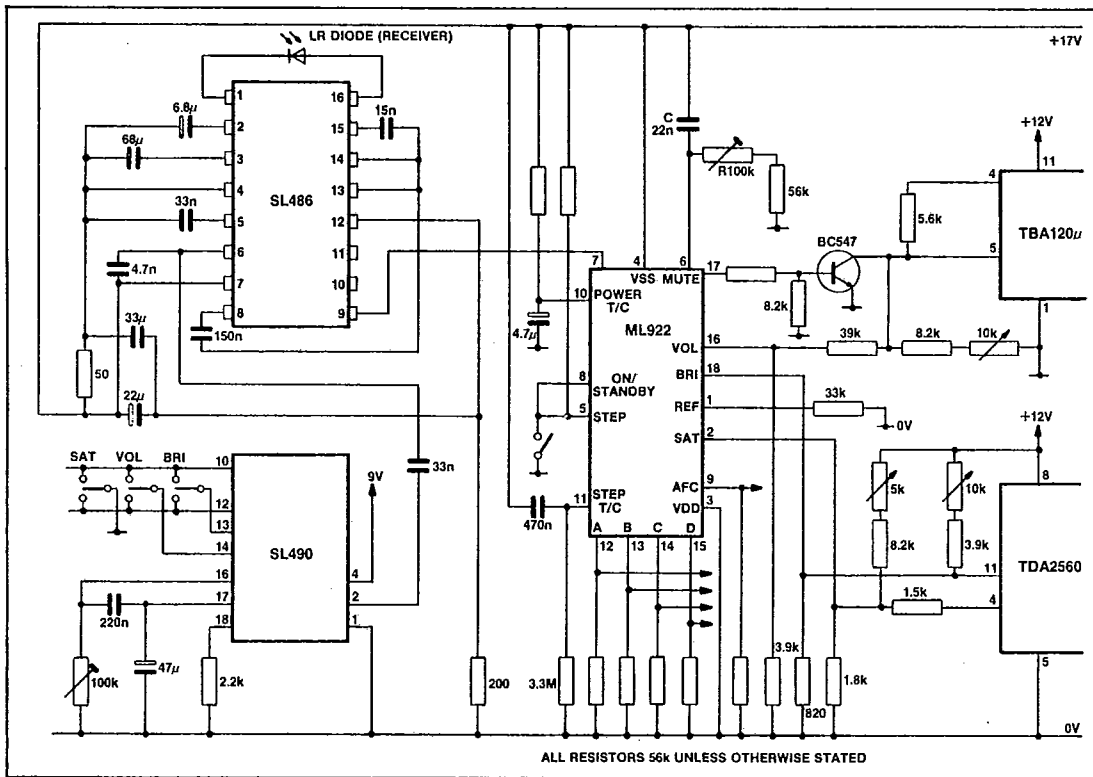 LR DIODE (RECEIVER)
+17V
1
2
3
4
5
6
7
8
16
15
14
13
12
11
10
9
SL486
6.8µ
68µ
33n
4.7n
33µ
50
22µ
150n
15n
C
22n
R100k
56k
+12V
11
4
5
1
TBA120µ
5.6k
BC547
8.2k
39k
8.2k
10k
7
4
6
VSS
MUTE
17
10
POWER
T/C
4.7µ
ML922
VOL
16
8
ON/
STANDBY
BRI
18
5
STEP
REF
1
33k
0V
SAT
2
AFC
9
VDD
3
11
STEP
T/C
470n
A
B
C
D
12
13
14
15
SAT
VOL
BRI
10
12
13
14
16
17
18
4
2
1
SL490
9V
33n
220n
100k
47µ
2.2k
200
3.3M
3.9k
820
1.8k
+12V
8
5k
10k
8.2k
3.9k
11
1.5k
4
5
TDA2560
0V
ALL RESISTORS 56k UNLESS OTHERWISE STATED